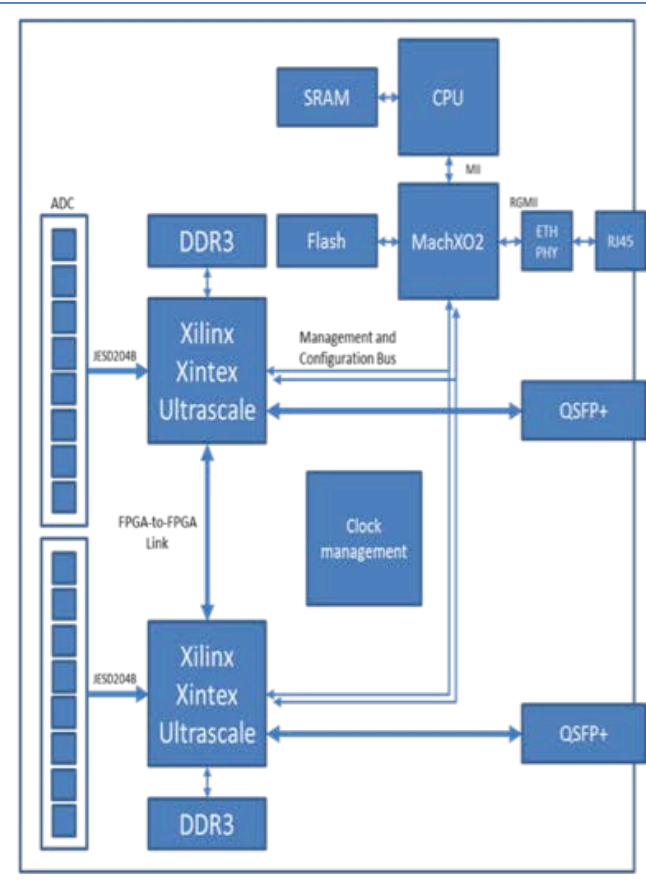 SRAM
CPU
MII
ADC
RGMII
DDR3
Flash
MachXO2
ETH
PHY
RJ45
Xilinx
Xintex
Ultrascale
Management and
Configuration Bus
JESD204B
QSFP+
FPGA-to-FPGA
Link
Clock
management
Xilinx
Xintex
Ultrascale
JESD204B
QSFP+
DDR3